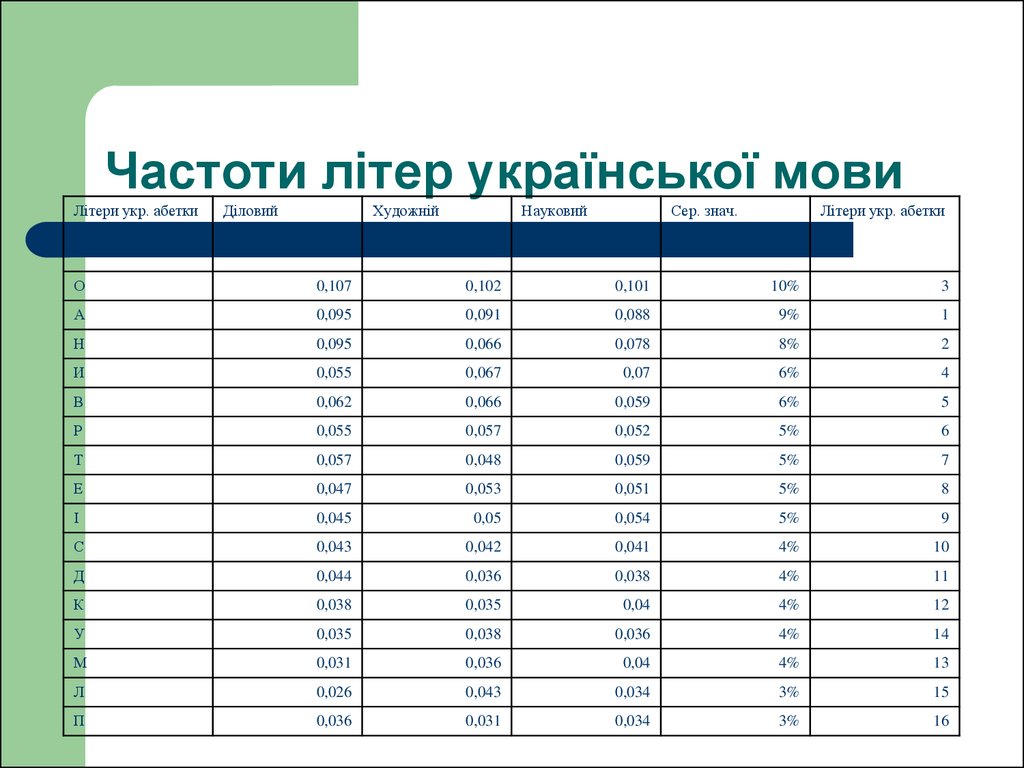 Частоти літер української мови
Літери укр. абетки Діловий Художній Науковий Сер. знач. Літери укр. абетки
О 0,107 0,102 0,101 10% 3
А 0,095 0,091 0,088 9% 1
Н 0,095 0,066 0,078 8% 2
И 0,055 0,067 0,07 6% 4
В 0,062 0,066 0,059 6% 5
Р 0,055 0,057 0,052 5% 6
Т 0,057 0,048 0,059 5% 7
Е 0,047 0,053 0,051 5% 8
І 0,045 0,05 0,054 5% 9
С 0,043 0,042 0,041 4% 10
Д 0,044 0,036 0,038 4% 11
К 0,038 0,035 0,04 4% 12
У 0,035 0,038 0,036 4% 14
М 0,031 0,036 0,04 4% 13
Л 0,026 0,043 0,034 3% 15
П 0,036 0,031 0,034 3% 16